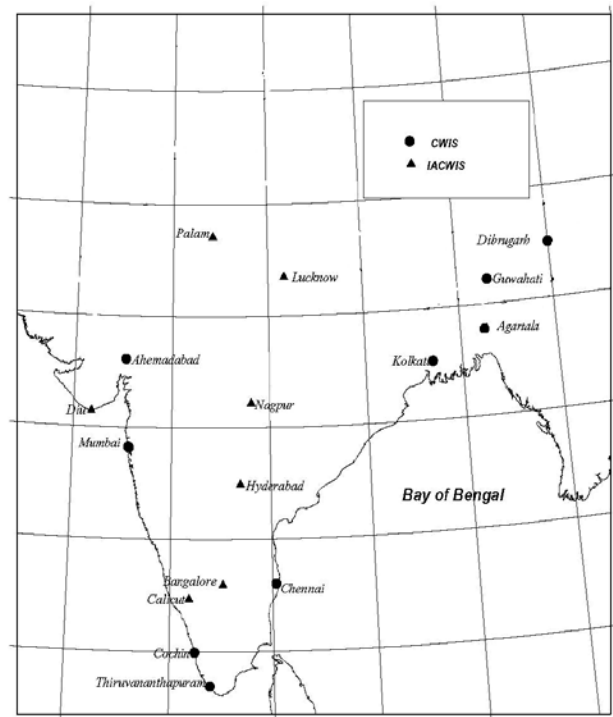 CWIS
IACWIS
Palam
Dibrugarh
Lucknow
Guwahati
Agartala
Ahemadabad
Kolkata
Diu
Nagpur
Mumbai
Hyderabad
Bay of Bengal
Bangalore
Chennai
Calicut
Cochin
Thiruvananthapuram